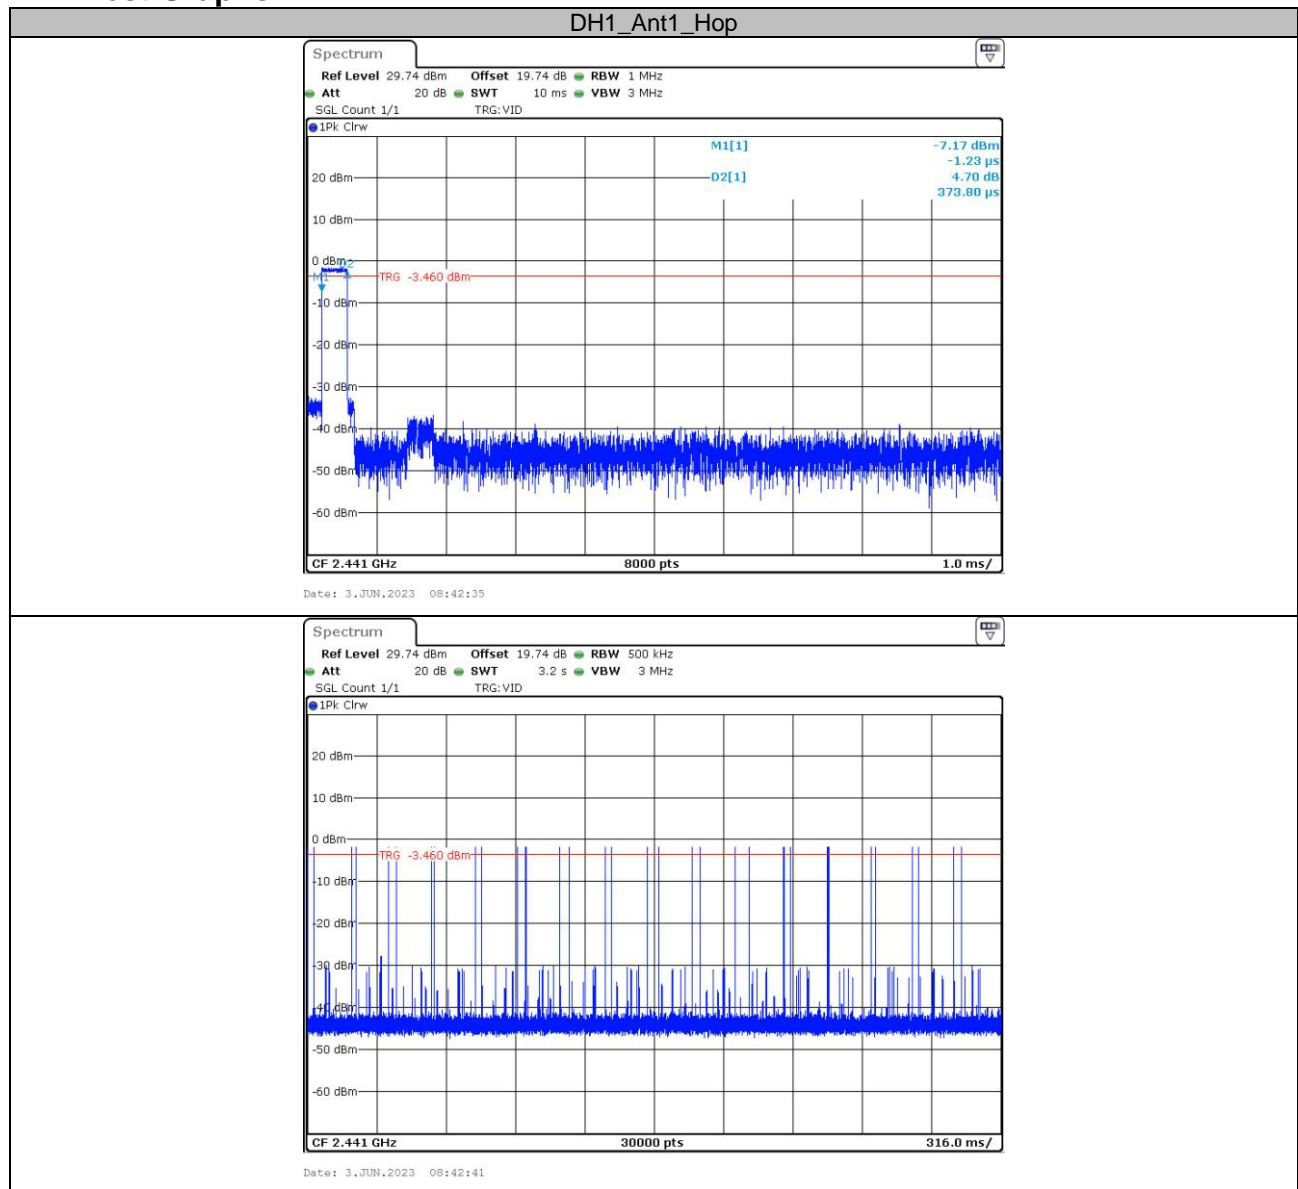 DH1_Ant1_Hop
Spectrum
Ref Level 29.74 dBm Offset 19.74 dB RBW 1 MHz
Att 20 dB SWT 10 ms VBW 3 MHz
SGL Count 1/1 TRG:VID
1Pk Clrw
M1[1] -7.17 dBm
-1.23 µs
20 dBm D2[1] 4.70 dB
373.80 µs
10 dBm
0 dBm D2
M1 TRG -3.460 dBm
-10 dBm
-20 dBm
-30 dBm
-40 dBm
-50 dBm
-60 dBm
CF 2.441 GHz 8000 pts 1.0 ms/
Date: 3.JUN.2023 08:42:35
Spectrum
Ref Level 29.74 dBm Offset 19.74 dB RBW 500 kHz
Att 20 dB SWT 3.2 s VBW 3 MHz
SGL Count 1/1 TRG:VID
1Pk Clrw
20 dBm
10 dBm
0 dBm
TRG -3.460 dBm
-10 dBm
-20 dBm
-30 dBm
-40 dBm
-50 dBm
-60 dBm
CF 2.441 GHz 30000 pts 316.0 ms/
Date: 3.JUN.2023 08:42:41